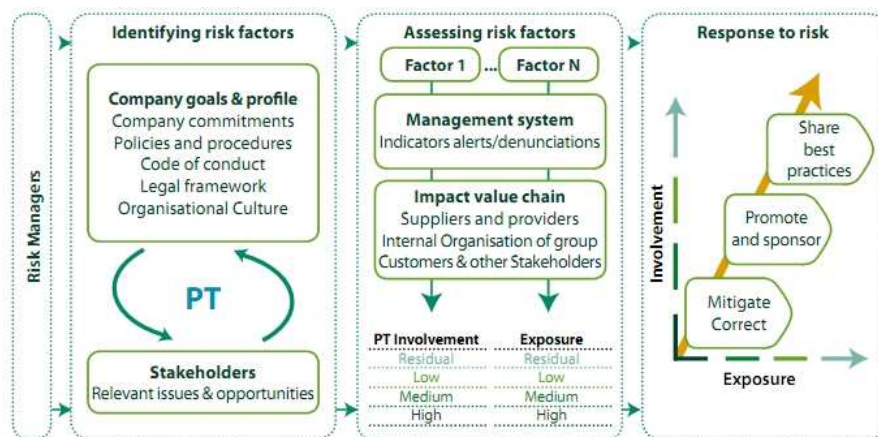 Risk Managers
Identifying risk factors
Company goals & profile
Company commitments
Policies and procedures
Code of conduct
Legal framework
Organisational Culture
PT
Stakeholders
Relevant issues & opportunities
Assessing risk factors
Factor 1 ... Factor N
Management system
Indicators alerts/denunciations
Impact value chain
Suppliers and providers
Internal Organisation of group
Customers & other Stakeholders
PT Involvement Exposure
Residual Residual
Low Low
Medium Medium
High High
Response to risk
Involvement
Share
best
practices
Promote
and sponsor
Mitigate
Correct
Exposure